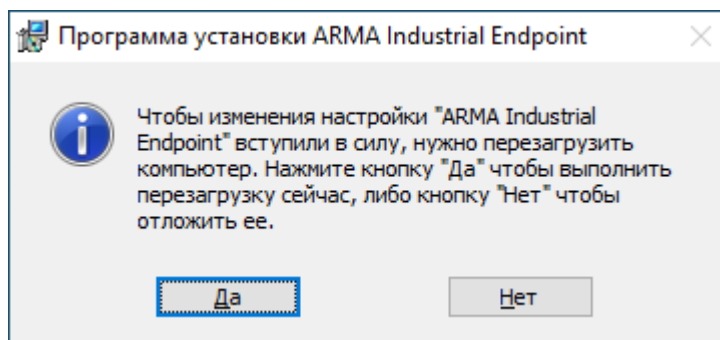 Программа установки ARMA Industrial Endpoint
Чтобы изменения настройки "ARMA Industrial
Endpoint" вступили в силу, нужно перезагрузить
компьютер. Нажмите кнопку "Да" чтобы выполнить
перезагрузку сейчас, либо кнопку "Нет" чтобы
отложить ее.
Да
Нет